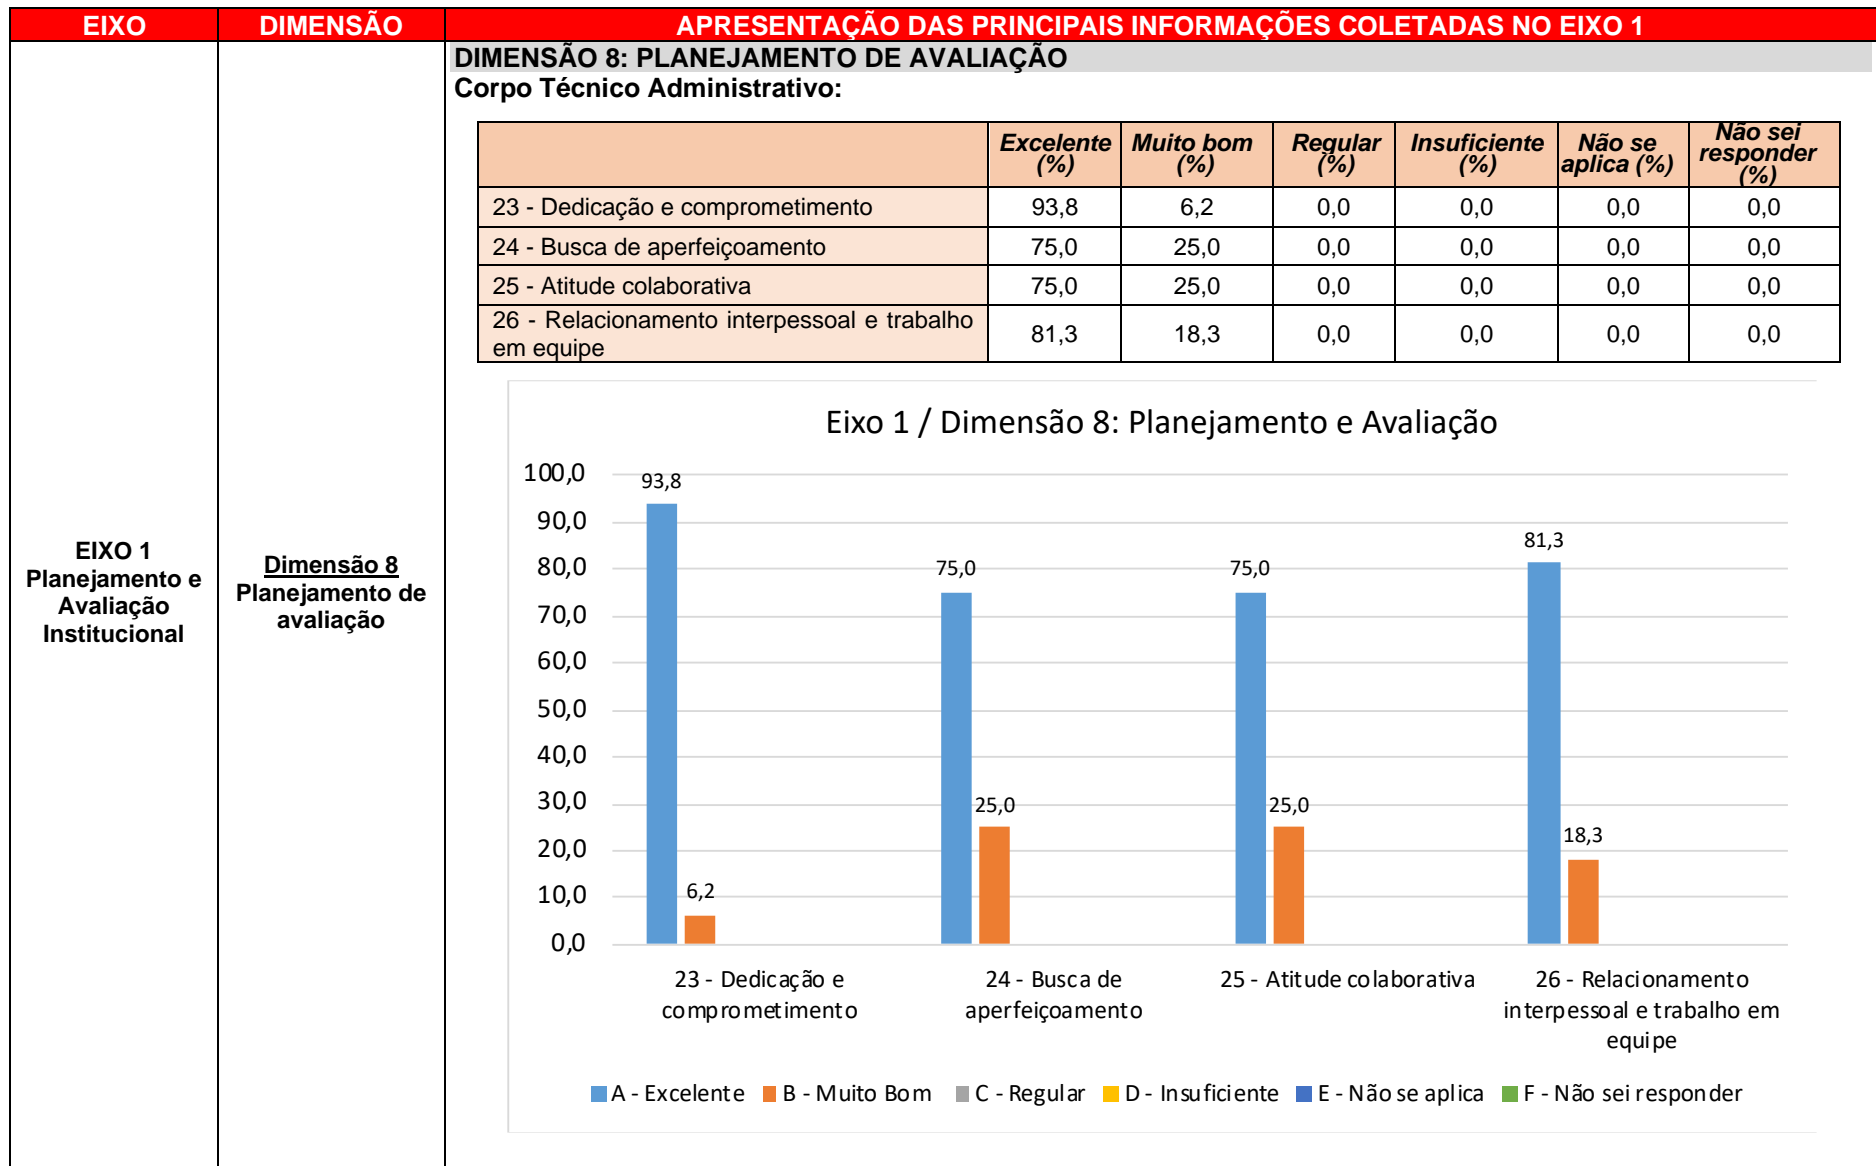 EIXO DIMENSÃO APRESENTAÇÃO DAS PRINCIPAIS INFORMAÇÕES COLETADAS NO EIXO 1
EIXO 1
Planejamento e
Avaliação
Institucional
Dimensão 8
Planejamento de
avaliação
DIMENSÃO 8: PLANEJAMENTO DE AVALIAÇÃO
Corpo Técnico Administrativo:
Excelente (%) Muito bom (%) Regular (%) Insuficiente (%) Não se aplica (%) Não sei responder (%)
23 - Dedicação e comprometimento 93,8 6,2 0,0 0,0 0,0 0,0
24 - Busca de aperfeiçoamento 75,0 25,0 0,0 0,0 0,0 0,0
25 - Atitude colaborativa 75,0 25,0 0,0 0,0 0,0 0,0
26 - Relacionamento interpessoal e trabalho
em equipe 81,3 18,3 0,0 0,0 0,0 0,0
Eixo 1 / Dimensão 8: Planejamento e Avaliação
100,0
90,0
80,0
70,0
60,0
50,0
40,0
30,0
20,0
10,0
0,0
93,8
6,2
75,0
25,0
75,0
25,0
81,3
18,3
23 - Dedicação e
comprometimento
24 - Busca de
aperfeiçoamento
25 - Atitude colaborativa
26 - Relacionamento
interpessoal e trabalho em
equipe
A - Excelente B - Muito Bom C - Regular D - Insuficiente E - Não se aplica F - Não sei responder